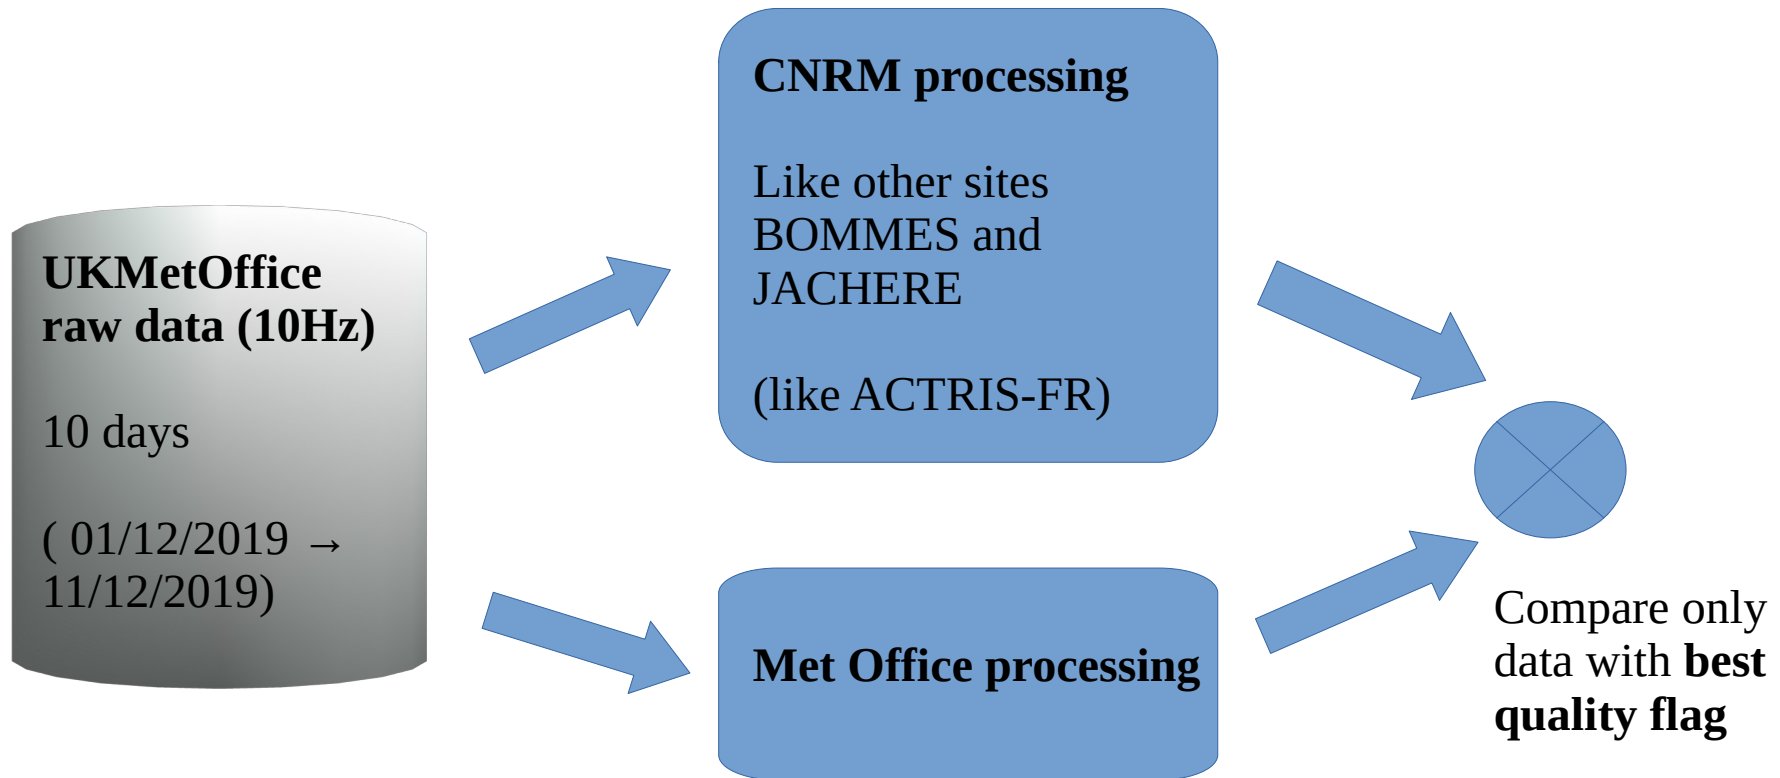 UKMetOffice
raw data (10Hz)
10 days
( 01/12/2019 →
11/12/2019)
CNRM processing
Like other sites
BOMMES and
JACHERE
(like ACTRIS-FR)
Met Office processing
Compare only
data with best
quality flag